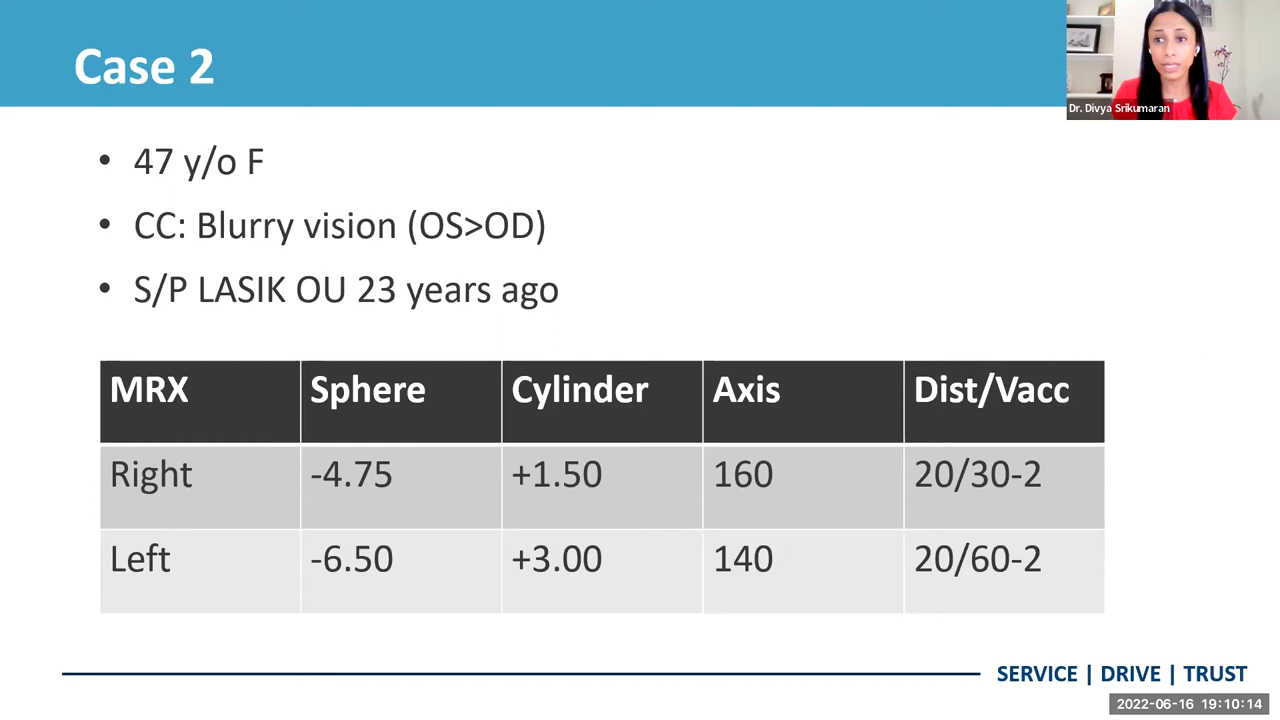 Case 2
Dr. Divya Srikumaran
• 47 y/o F
• CC: Blurry vision (OS>OD)
• S/P LASIK OU 23 years ago
MRX Sphere Cylinder Axis Dist/Vacc
Right -4.75 +1.50 160 20/30-2
Left -6.50 +3.00 140 20/60-2
SERVICE | DRIVE | TRUST
2022-06-16 19:10:14